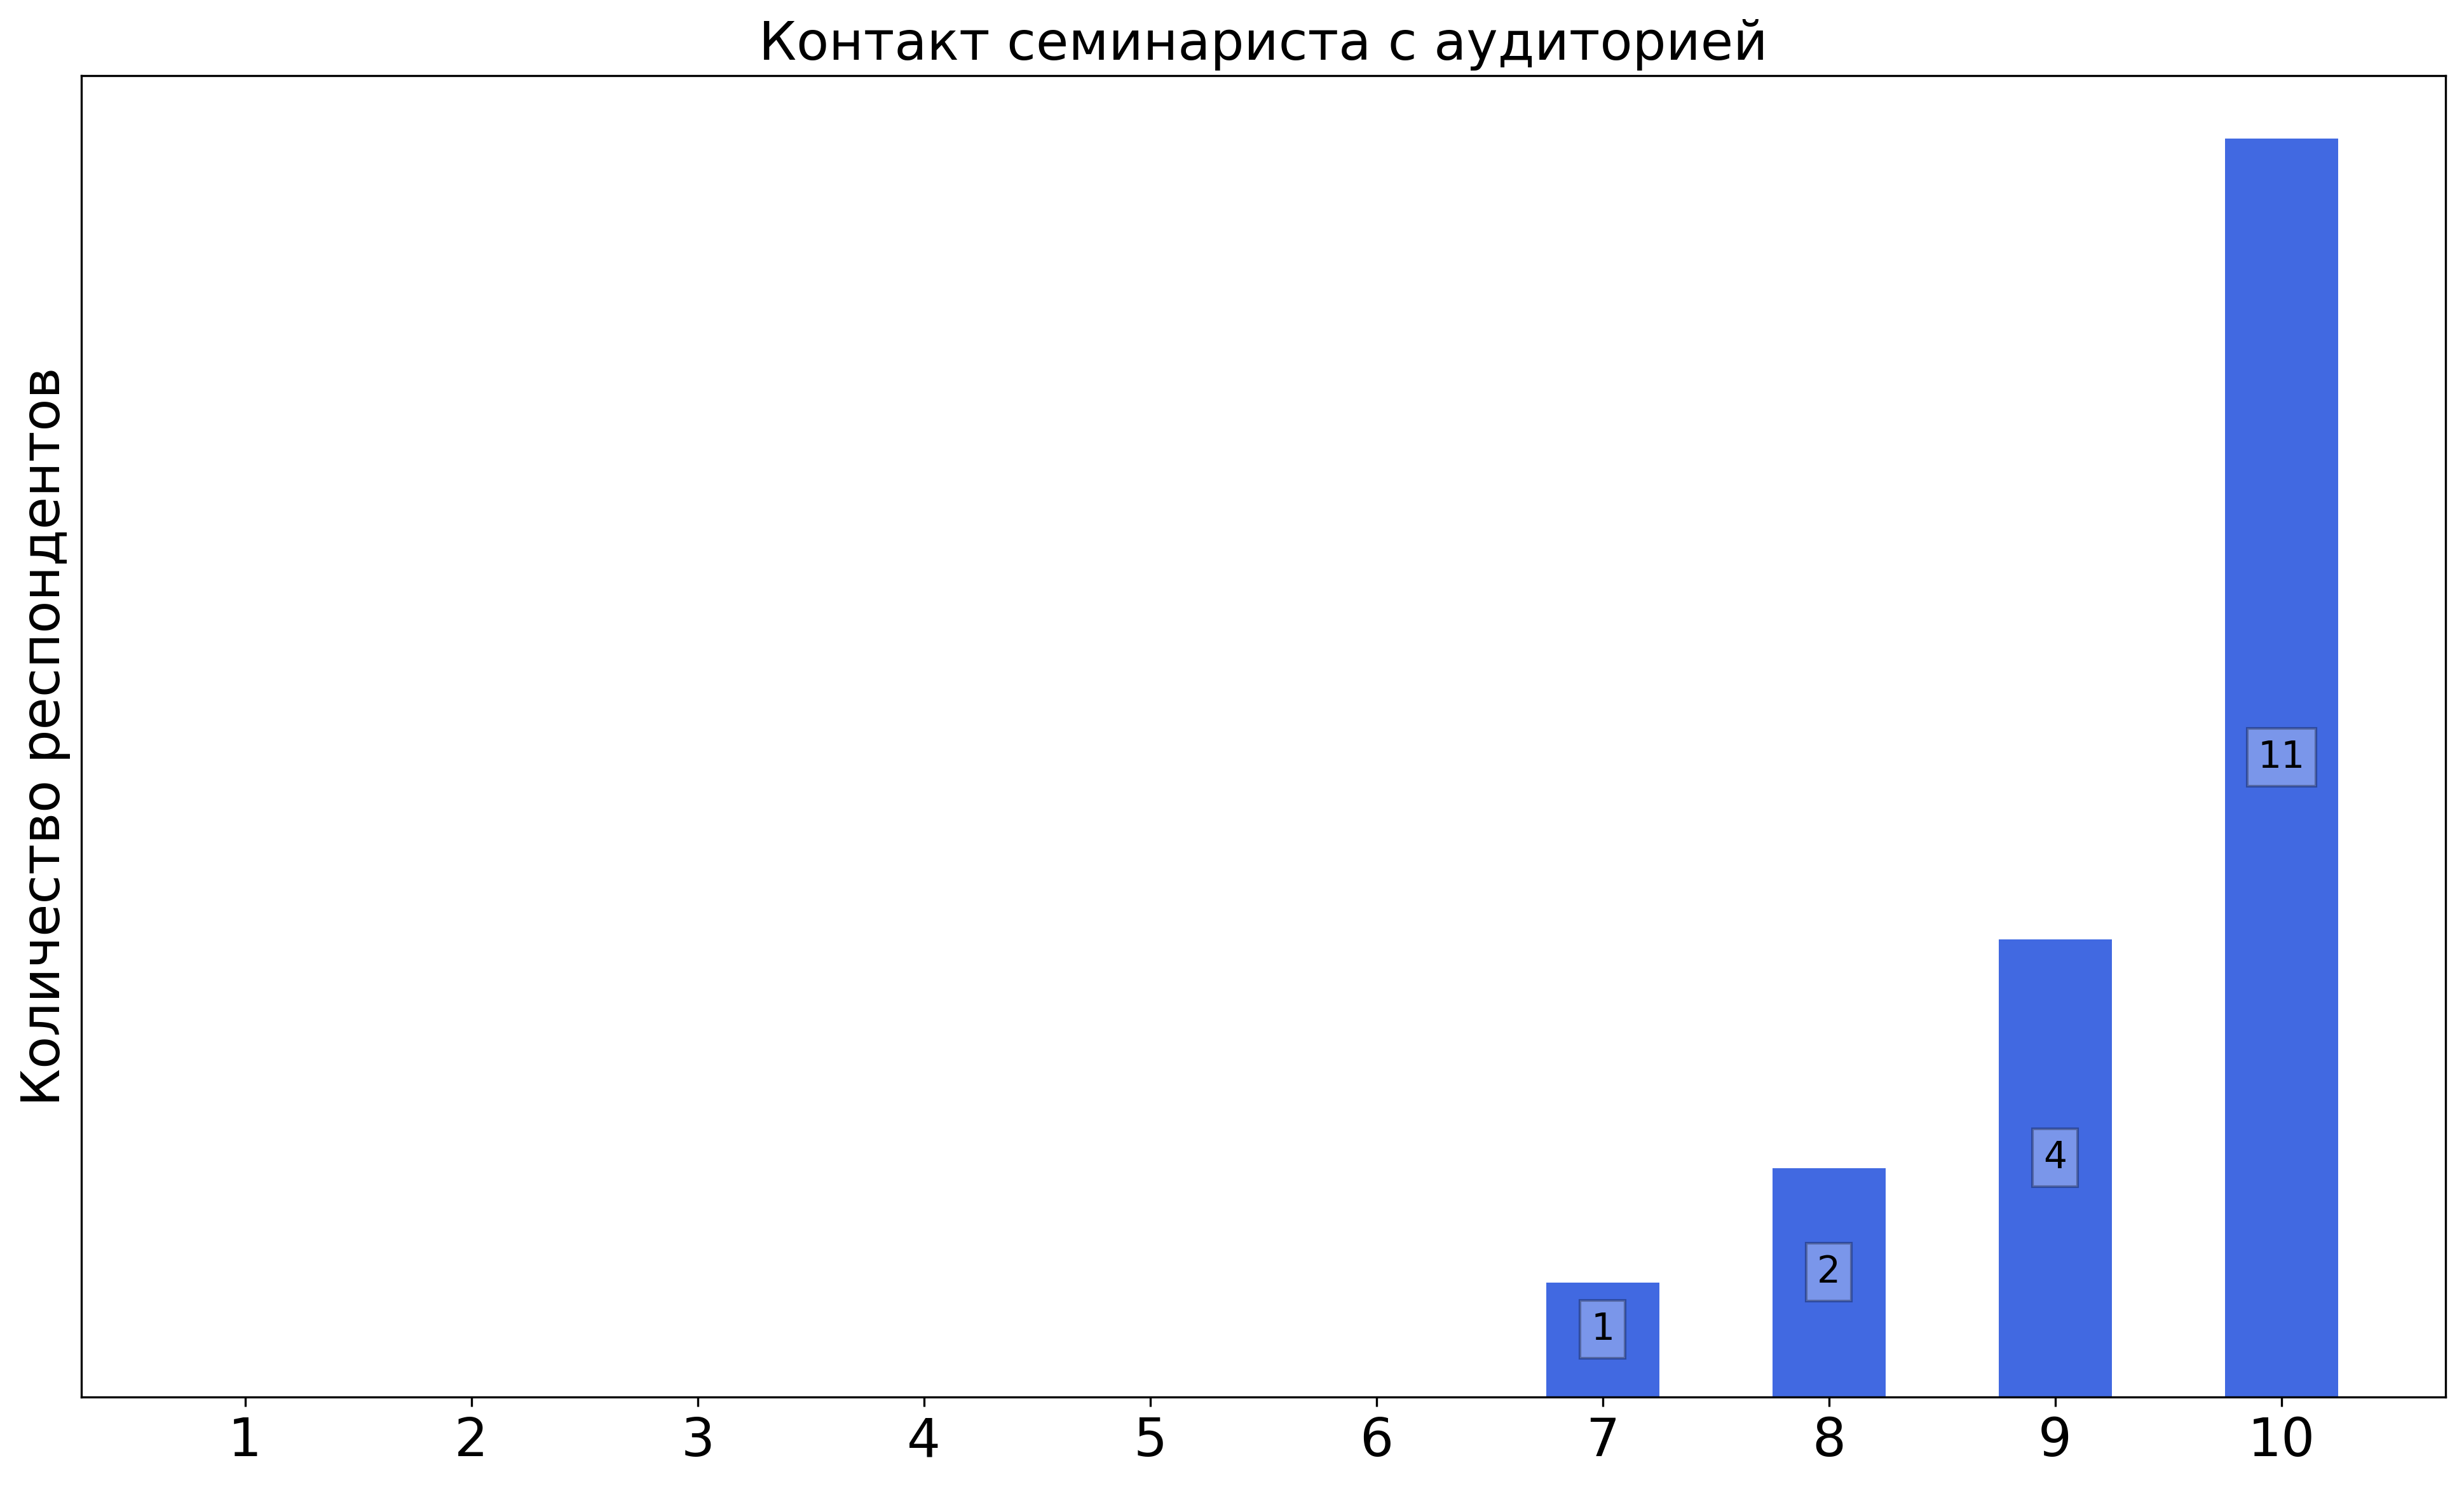 Контакт семинариста с аудиторией
Количество респондентов
11
4
2
1
1 2 3 4 5 6 7 8 9 10